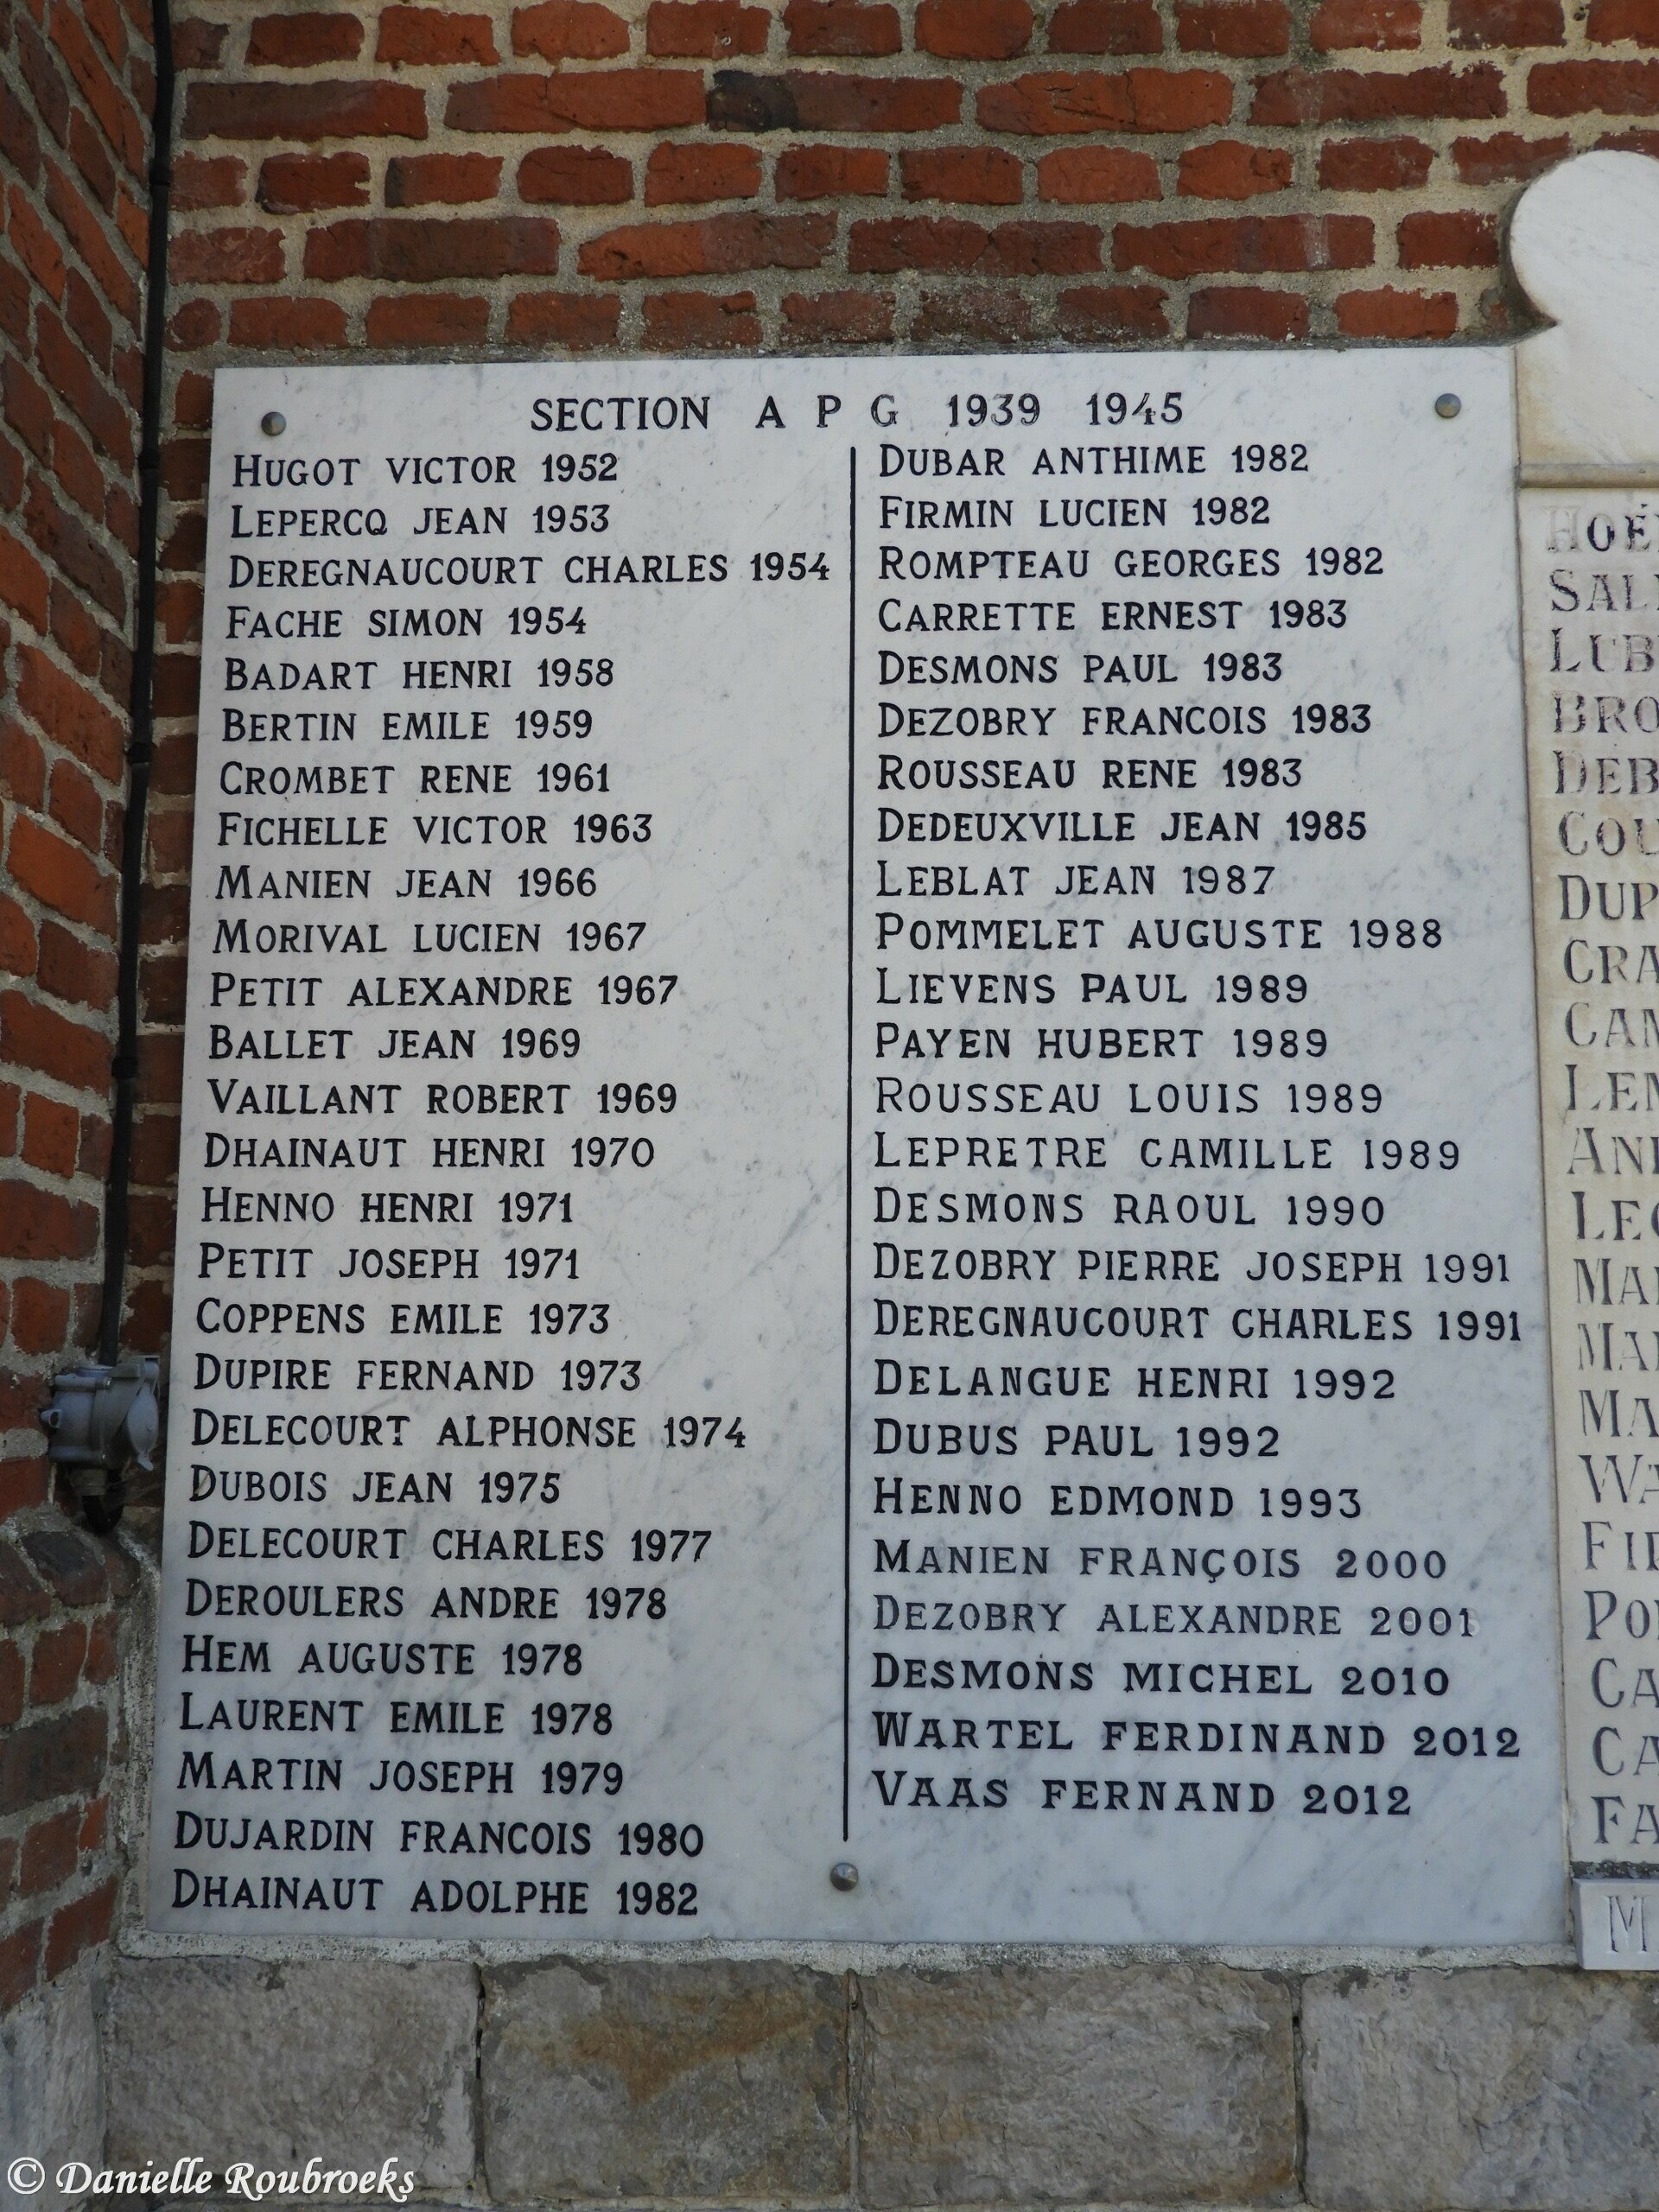 SECTION A P G 1939 1945
HUGOT VICTOR 1952
LEPERCQ JEAN 1953
DEREGNAUCOURT CHARLES 1954
FACHE SIMON 1954
BADART HENRI 1958
BERTIN EMILE 1959
CROMBET RENE 1961
FICHELLE VICTOR 1963
MANIEN JEAN 1966
MORIVAL LUCIEN 1967
PETIT ALEXANDRE 1967
BALLET JEAN 1969
VAILLANT ROBERT 1969
DHAINAUT HENRI 1970
HENNO HENRI 1971
PETIT JOSEPH 1971
COPPENS EMILE 1973
DUPIRE FERNAND 1973
DELECOURT ALPHONSE 1974
DUBOIS JEAN 1975
DELECOURT CHARLES 1977
DEROULERS ANDRE 1978
HEM AUGUSTE 1978
LAURENT EMILE 1978
MARTIN JOSEPH 1979
DUJARDIN FRANCOIS 1980
DHAINAUT ADOLPHE 1982
DUBAR ANTHIME 1982
FIRMIN LUCIEN 1982
ROMPTEAU GEORGES 1982
CARRETTE ERNEST 1983
DESMONS PAUL 1983
DEZOBRY FRANCOIS 1983
ROUSSEAU RENE 1983
DEDEUXVILLE JEAN 1985
LEBLAT JEAN 1987
POMMELET AUGUSTE 1988
LIEVENS PAUL 1989
PAYEN HUBERT 1989
ROUSSEAU LOUIS 1989
LEPRETRE CAMILLE 1989
DESMONS RAOUL 1990
DEZOBRY PIERRE JOSEPH 1991
DEREGNAUCOURT CHARLES 1991
DELANGUE HENRI 1992
DUBUS PAUL 1992
HENNO EDMOND 1993
MANIEN FRANÇOIS 2000
DEZOBRY ALEXANDRE 2001
DESMONS MICHEL 2010
WARTEL FERDINAND 2012
VAAS FERNAND 2012
© Danielle Roubroeks